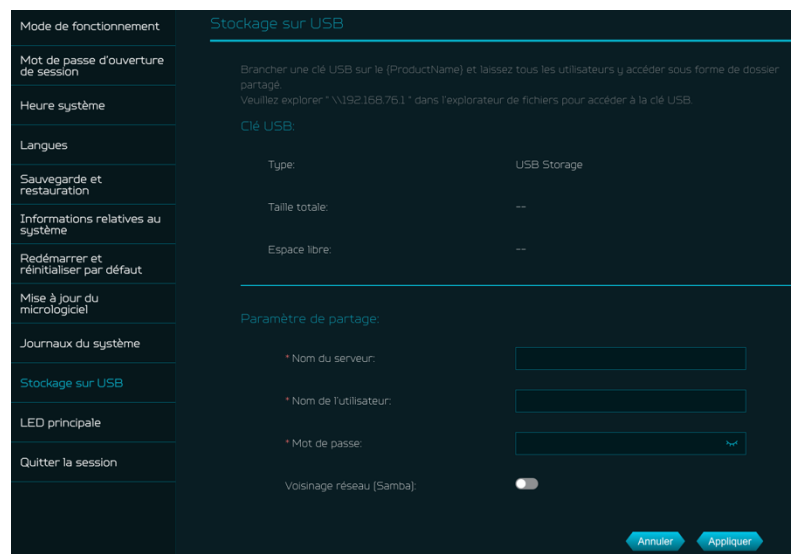 Mode de fonctionnement
Mot de passe d'ouverture
de session
Heure système
Langues
Sauvegarde et
restauration
Informations relatives au
système
Redémarrer et
réinitialiser par défaut
Mise à jour du
micrologiciel
Journaux du système
Stockage sur USB
LED principale
Quitter la session
Stockage sur USB
Brancher une clé USB sur le {ProductName} et laissez tous les utilisateurs y accéder sous forme de dossier
partagé.
Veuillez explorer " \\192.168.76.1 " dans l'explorateur de fichiers pour accéder à la clé USB.
Clé USB:
Type: USB Storage
Taille totale: --
Espace libre: --
Paramètre de partage:
* Nom du serveur:
* Nom de l'utilisateur:
* Mot de passe:
Voisinage réseau (Samba):
Annuler Appliquer